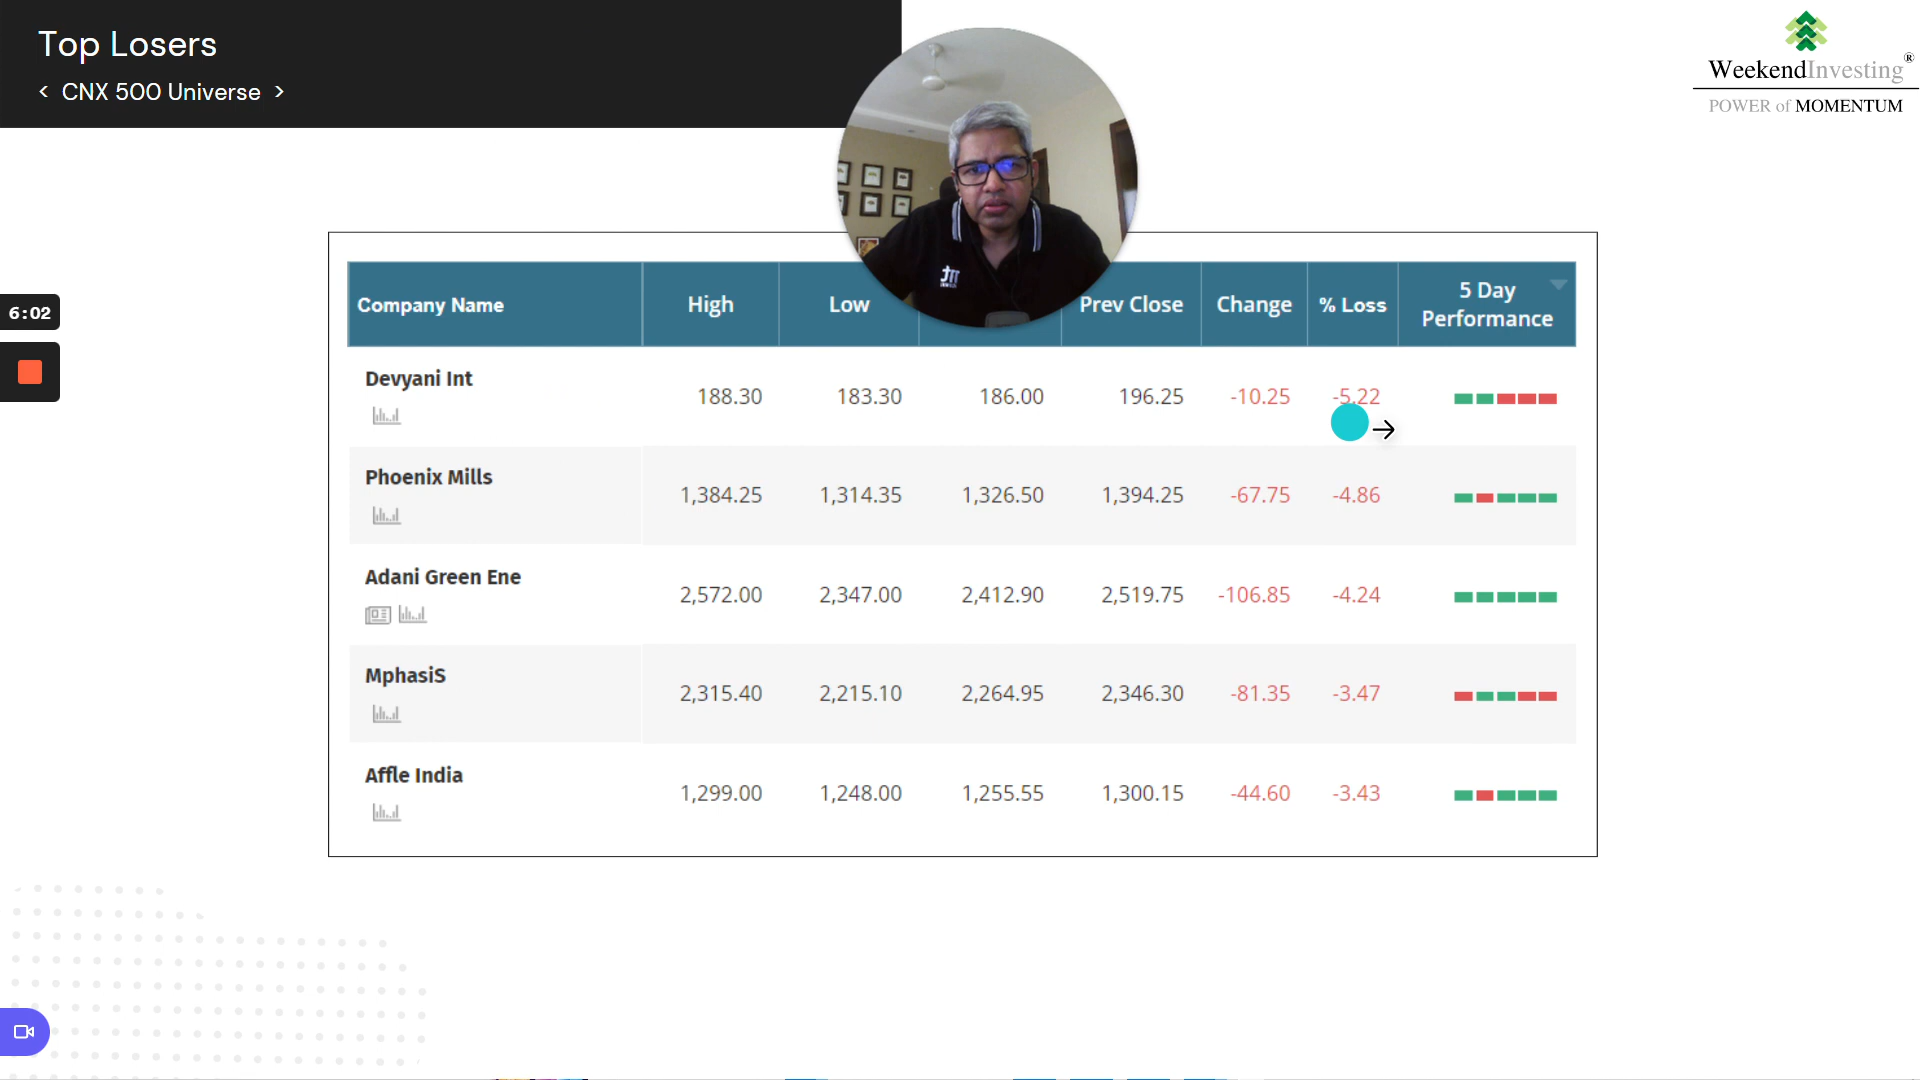 Top Losers
< CNX 500 Universe >
WeekendInvesting®
POWER of MOMENTUM
6:02
Company Name High Low Prev Close Change % Loss 5 Day Performance
Devyani Int 188.30 183.30 186.00 196.25 -10.25 -5.22
Phoenix Mills 1,384.25 1,314.35 1,326.50 1,394.25 -67.75 -4.86
Adani Green Ene 2,572.00 2,347.00 2,412.90 2,519.75 -106.85 -4.24
MphasiS 2,315.40 2,215.10 2,264.95 2,346.30 -81.35 -3.47
Affle India 1,299.00 1,248.00 1,255.55 1,300.15 -44.60 -3.43